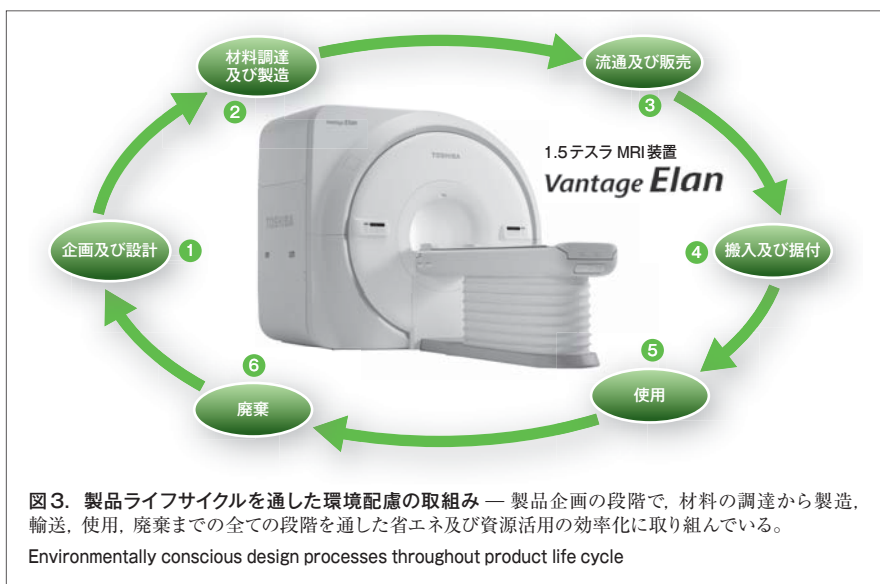 材料調達
及び製造
2
流通及び販売
3
Vantage Elan
TOSHIBA
TOSHIBA
1.5テスラ MRI装置
Vantage Elan
企画及び設計
1
4
搬入及び据付
5
使用
6
廃棄
図3. 製品ライフサイクルを通した環境配慮の取組み — 製品企画の段階で，材料の調達から製造，
輸送，使用，廃棄までの全ての段階を通した省エネ及び資源活用の効率化に取り組んでいる。
Environmentally conscious design processes throughout product life cycle